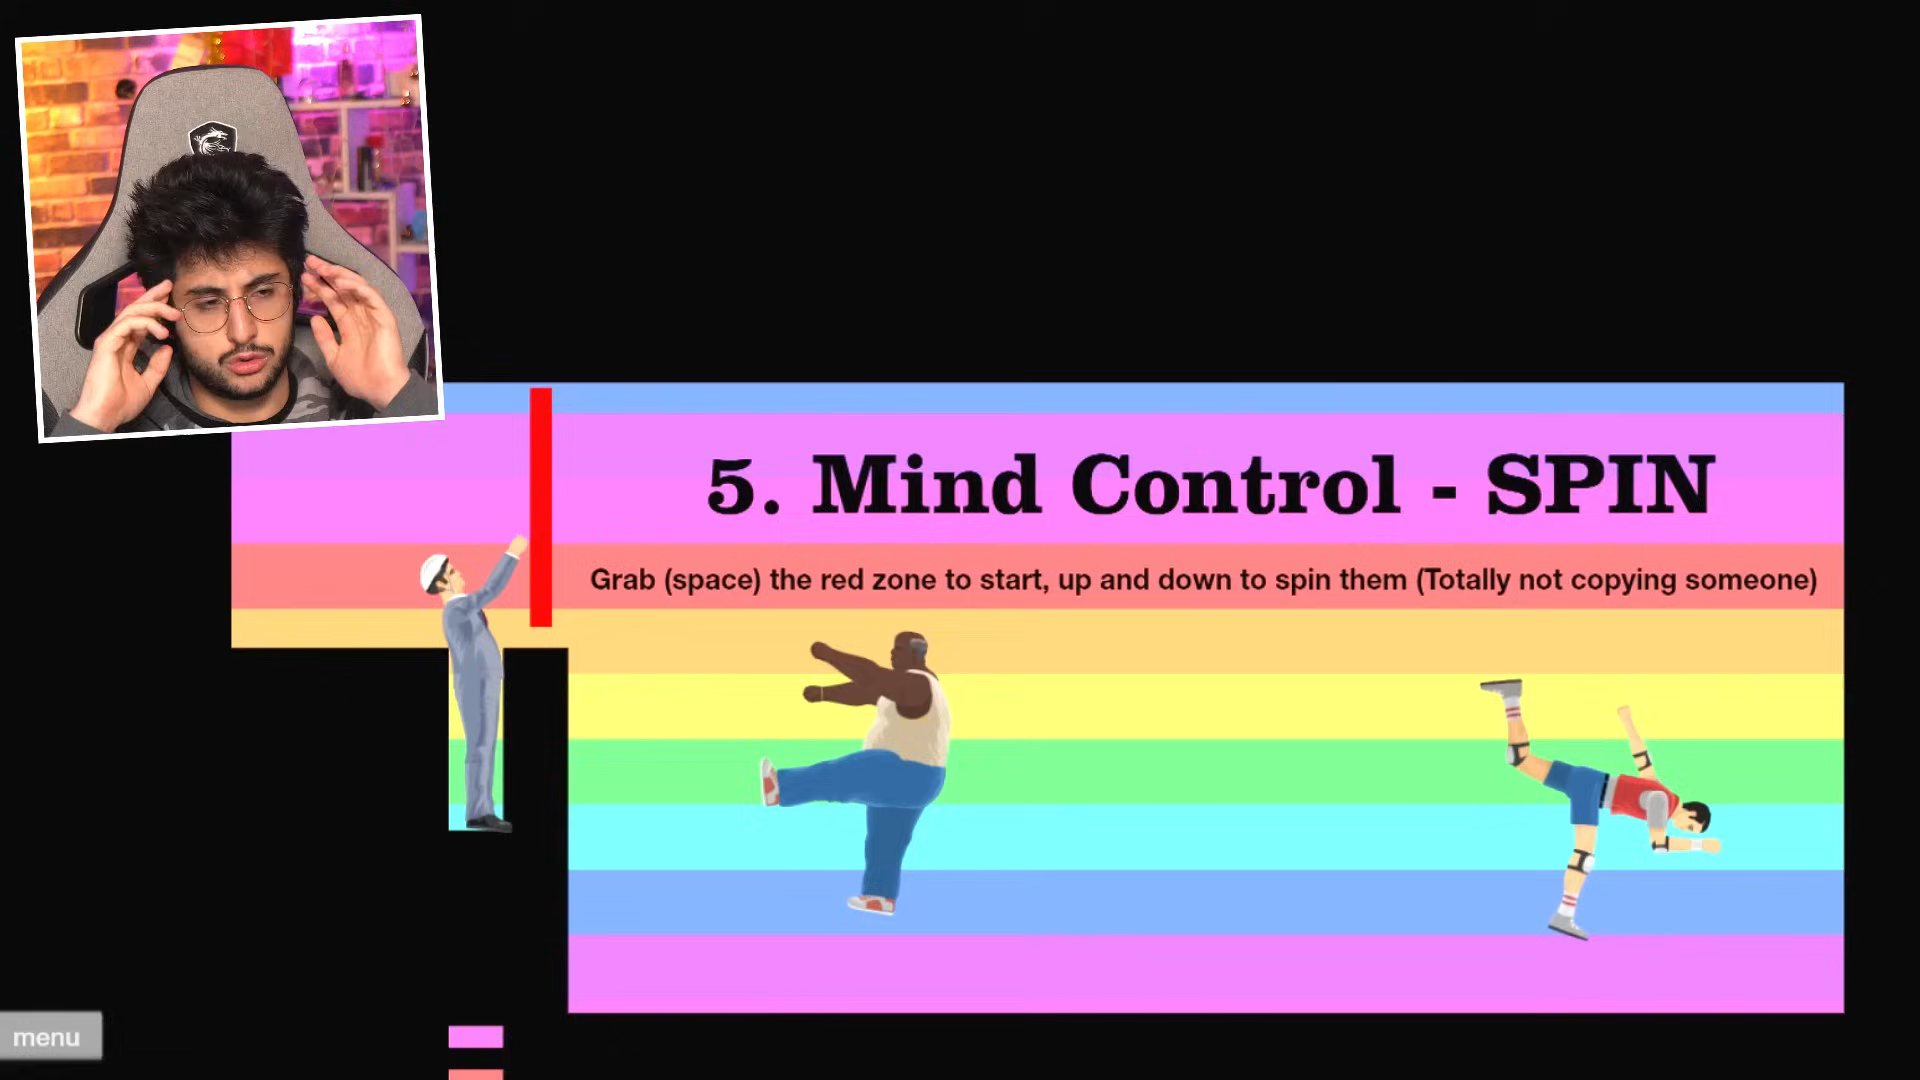 5. Mind Control - SPIN
Grab (space) the red zone to start, up and down to spin them (Totally not copying someone)
menu